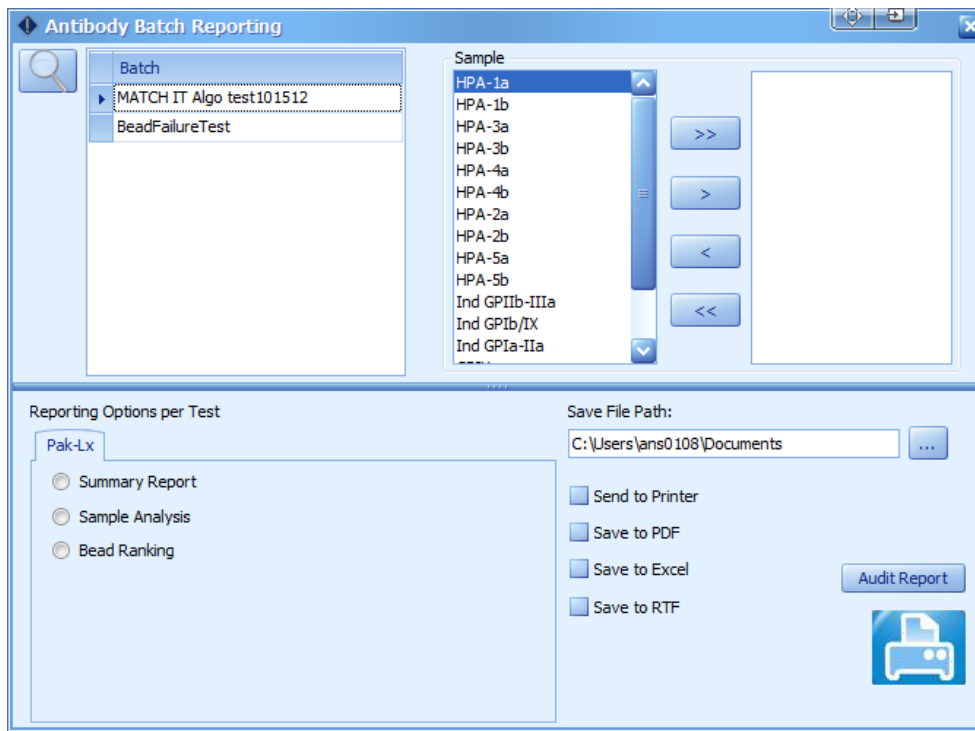 Antibody Batch Reporting
Batch
MATCH IT Algo test101512
BeadFailureTest
Sample
HPA-1a
HPA-1b
HPA-3a
HPA-3b
HPA-4a
HPA-4b
HPA-2a
HPA-2b
HPA-5a
HPA-5b
Ind GPIIb-IIIa
Ind GPIb/IX
Ind GPIa-IIa
>>
>
<
<<
Reporting Options per Test
Pak-Lx
Summary Report
Sample Analysis
Bead Ranking
Save File Path:
C:\Users\ans0108\Documents
...
Send to Printer
Save to PDF
Save to Excel
Save to RTF
Audit Report